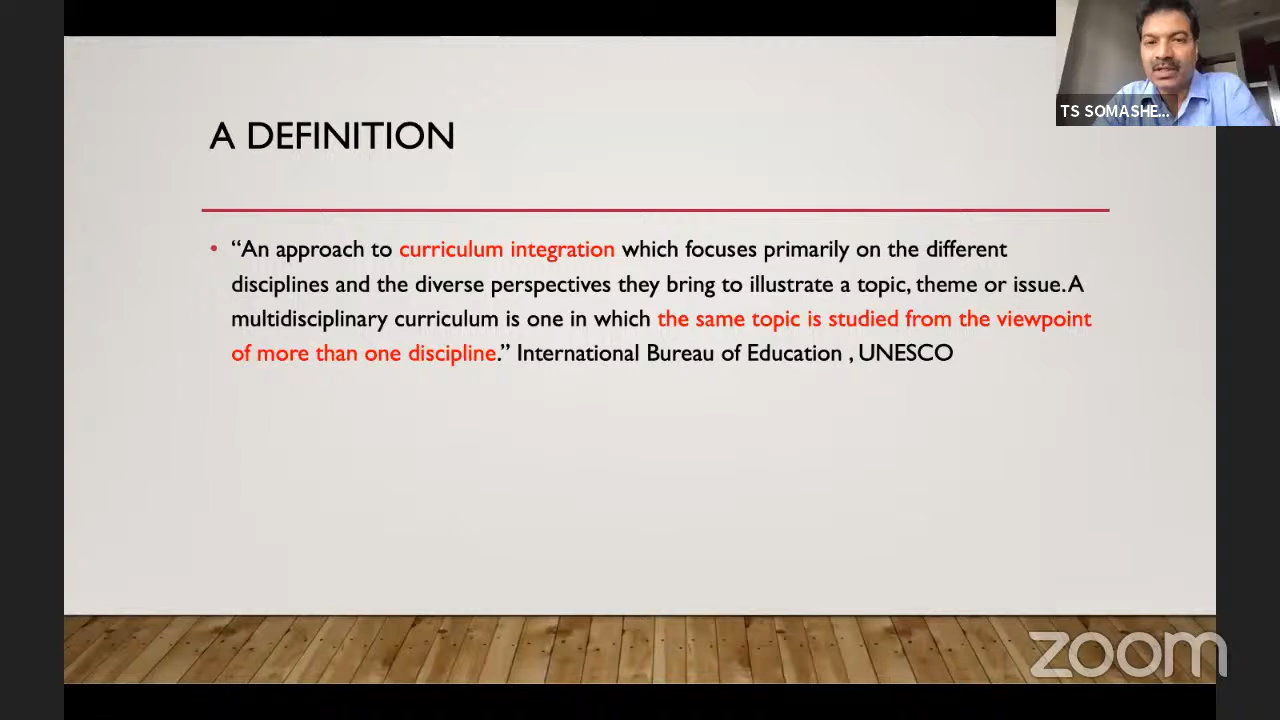 TS SOMASHE...
A DEFINITION
• “An approach to curriculum integration which focuses primarily on the different
disciplines and the diverse perspectives they bring to illustrate a topic, theme or issue. A
multidisciplinary curriculum is one in which the same topic is studied from the viewpoint
of more than one discipline.” International Bureau of Education , UNESCO
zoom